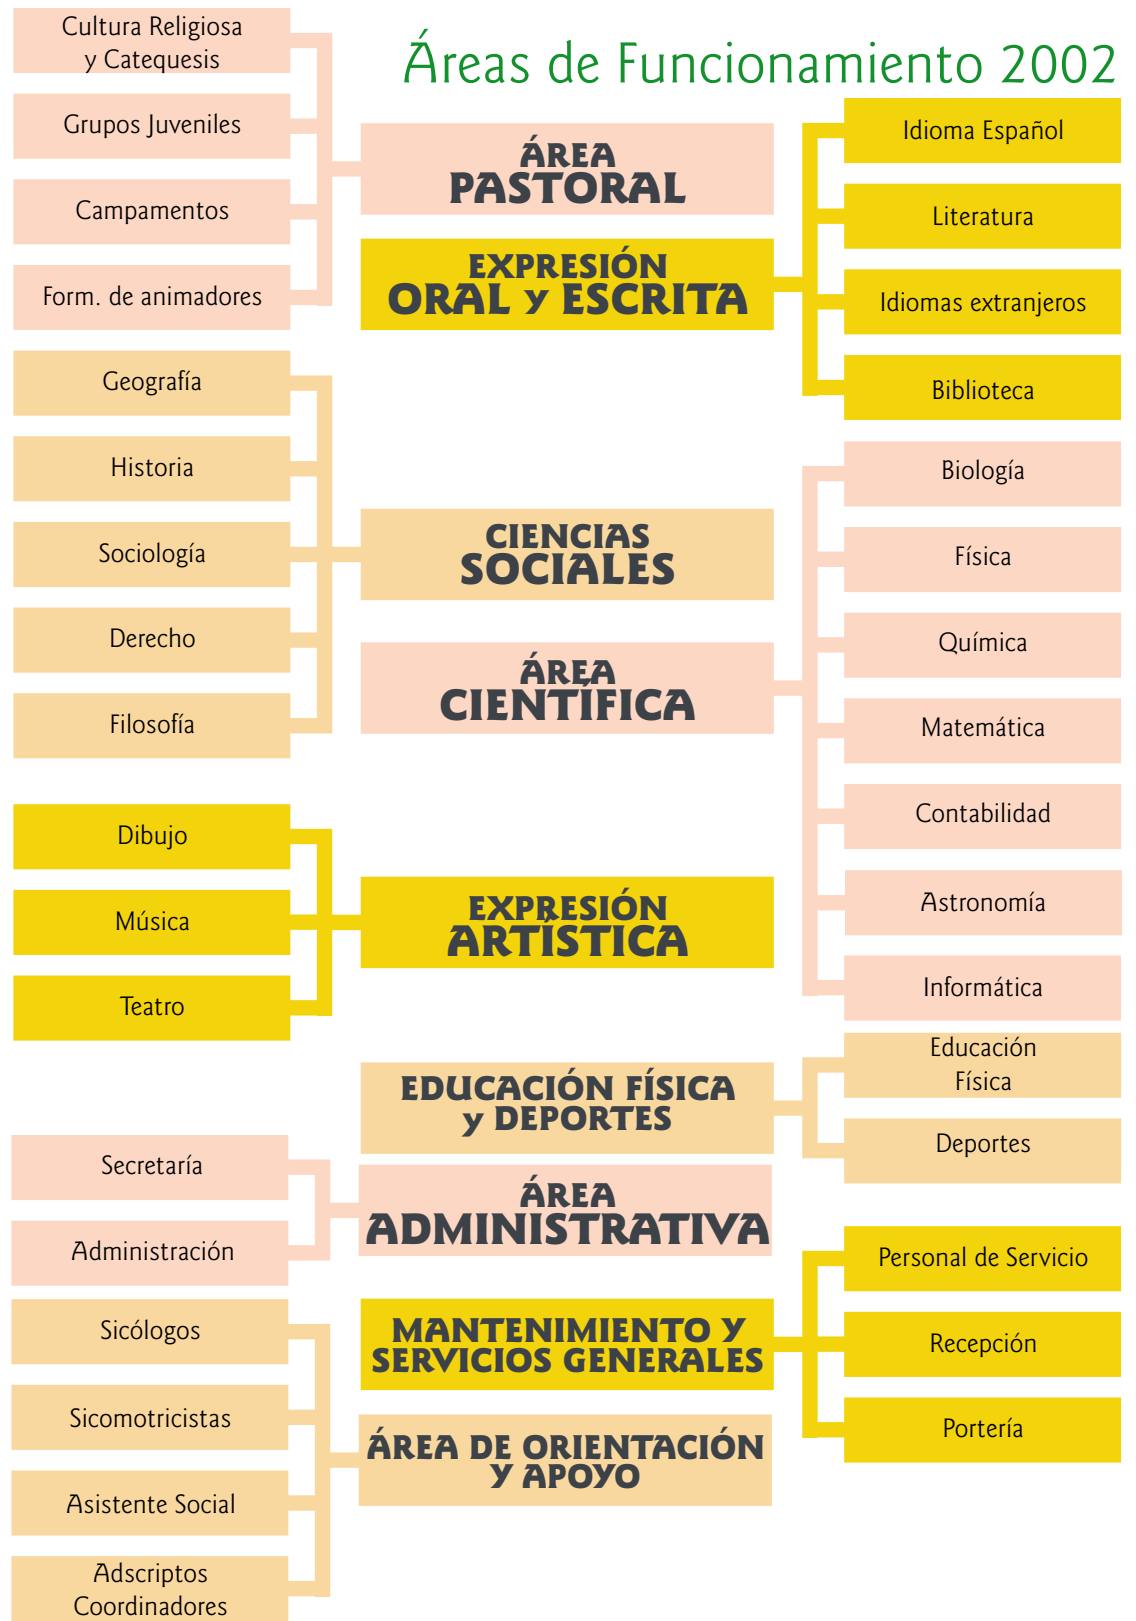 Áreas de Funcionamiento 2002
Cultura Religiosa
y Catequesis
Grupos Juveniles
Campamentos
Form. de animadores
ÁREA
PASTORAL
EXPRESIÓN
ORAL y ESCRITA
Idioma Español
Literatura
Idiomas extranjeros
Biblioteca
Geografía
Historia
Sociología
Derecho
Filosofía
CIENCIAS
SOCIALES
ÁREA
CIENTÍFICA
Biología
Física
Química
Matemática
Contabilidad
Astronomía
Informática
Dibujo
Música
Teatro
EXPRESIÓN
ARTÍSTICA
EDUCACIÓN FÍSICA
y DEPORTES
Educación
Física
Deportes
Secretaría
Administración
ÁREA
ADMINISTRATIVA
MANTENIMIENTO Y
SERVICIOS GENERALES
Personal de Servicio
Recepción
Portería
Sicólogos
Sicomotricistas
Asistente Social
Adscriptos
Coordinadores
ÁREA DE ORIENTACIÓN
Y APOYO